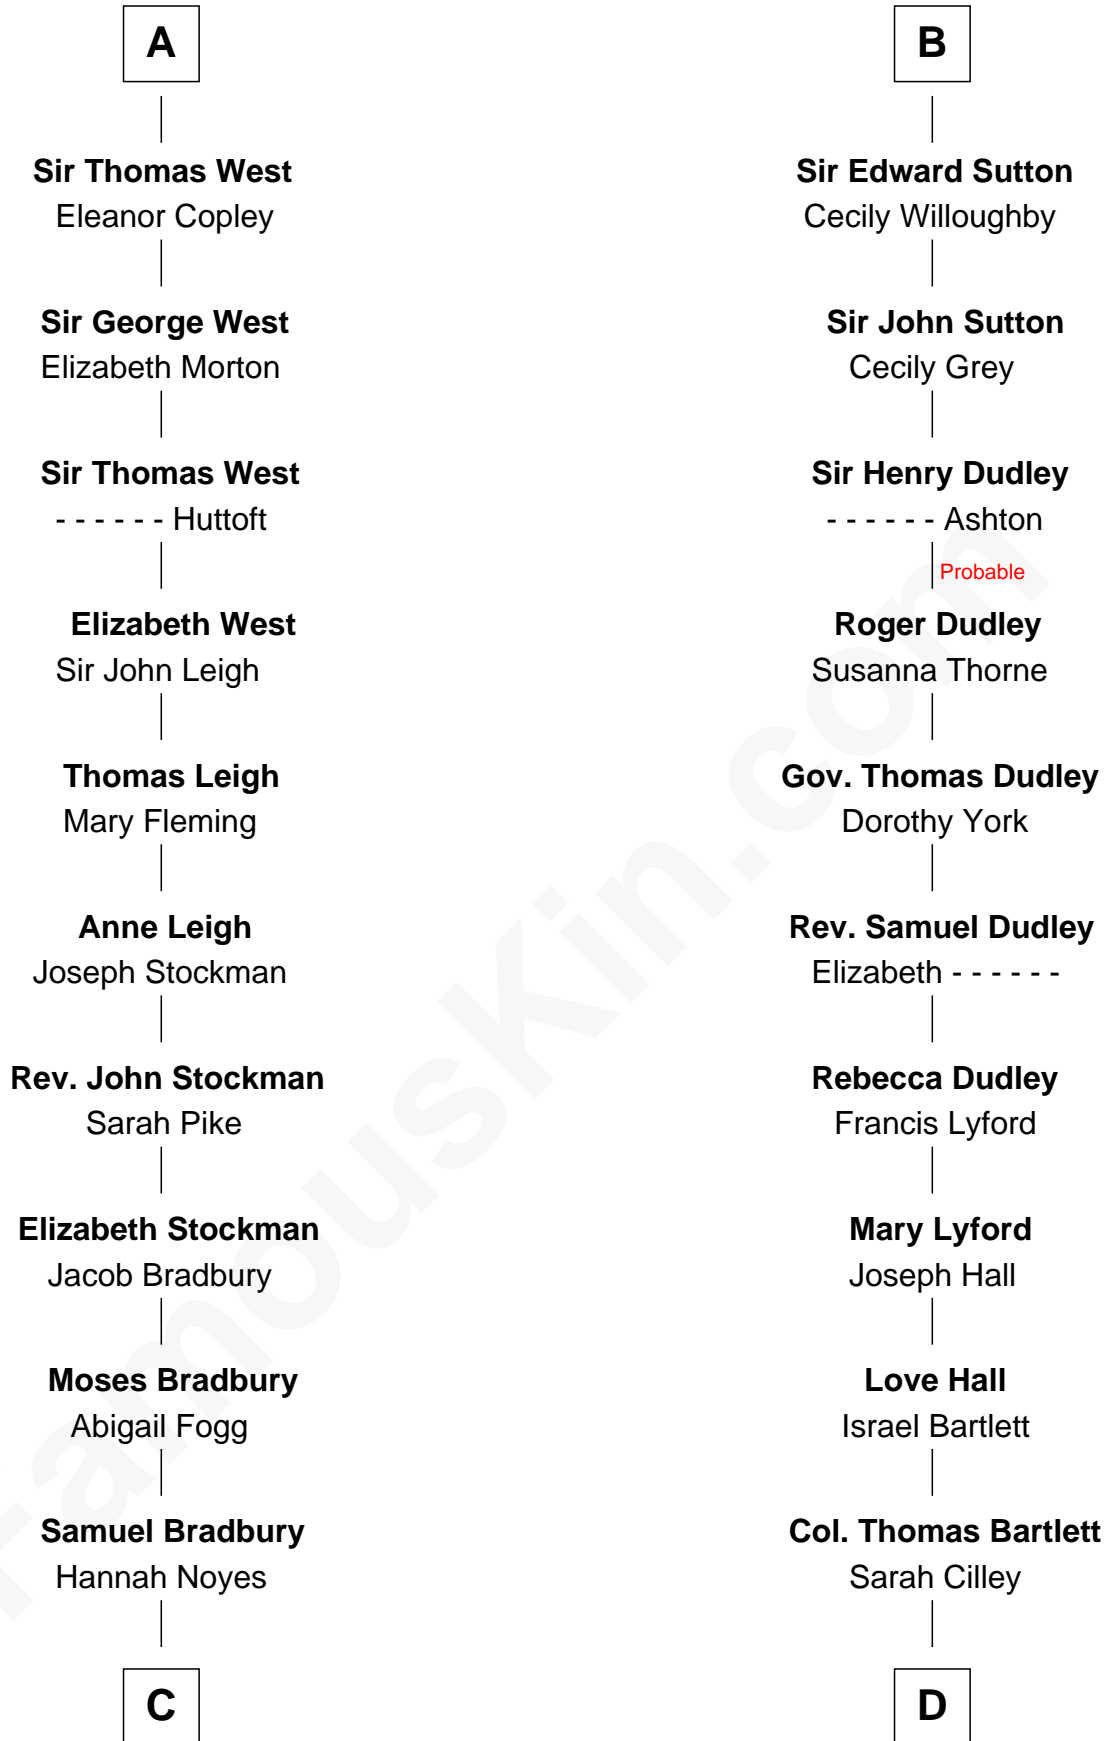 A
Sir Thomas West
Eleanor Copley
Sir George West
Elizabeth Morton
Sir Thomas West
- - - - - - Huttoft
Elizabeth West
Sir John Leigh
Thomas Leigh
Mary Fleming
Anne Leigh
Joseph Stockman
Rev. John Stockman
Sarah Pike
Elizabeth Stockman
Jacob Bradbury
Moses Bradbury
Abigail Fogg
Samuel Bradbury
Hannah Noyes
C
B
Sir Edward Sutton
Cecily Willoughby
Sir John Sutton
Cecily Grey
Sir Henry Dudley
- - - - - - Ashton
Probable
Roger Dudley
Susanna Thorne
Gov. Thomas Dudley
Dorothy York
Rev. Samuel Dudley
Elizabeth - - - - - -
Rebecca Dudley
Francis Lyford
Mary Lyford
Joseph Hall
Love Hall
Israel Bartlett
Col. Thomas Bartlett
Sarah Cilley
D
FamousKin.com